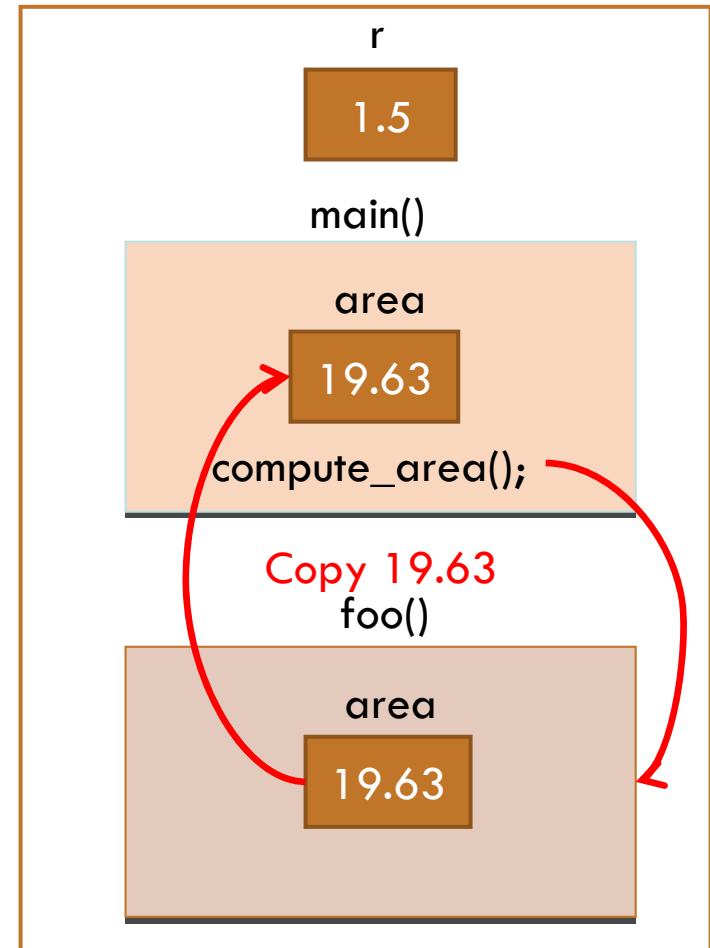 r
1.5
main()
area
19.63
compute_area();
Copy 19.63
foo()
area
19.63